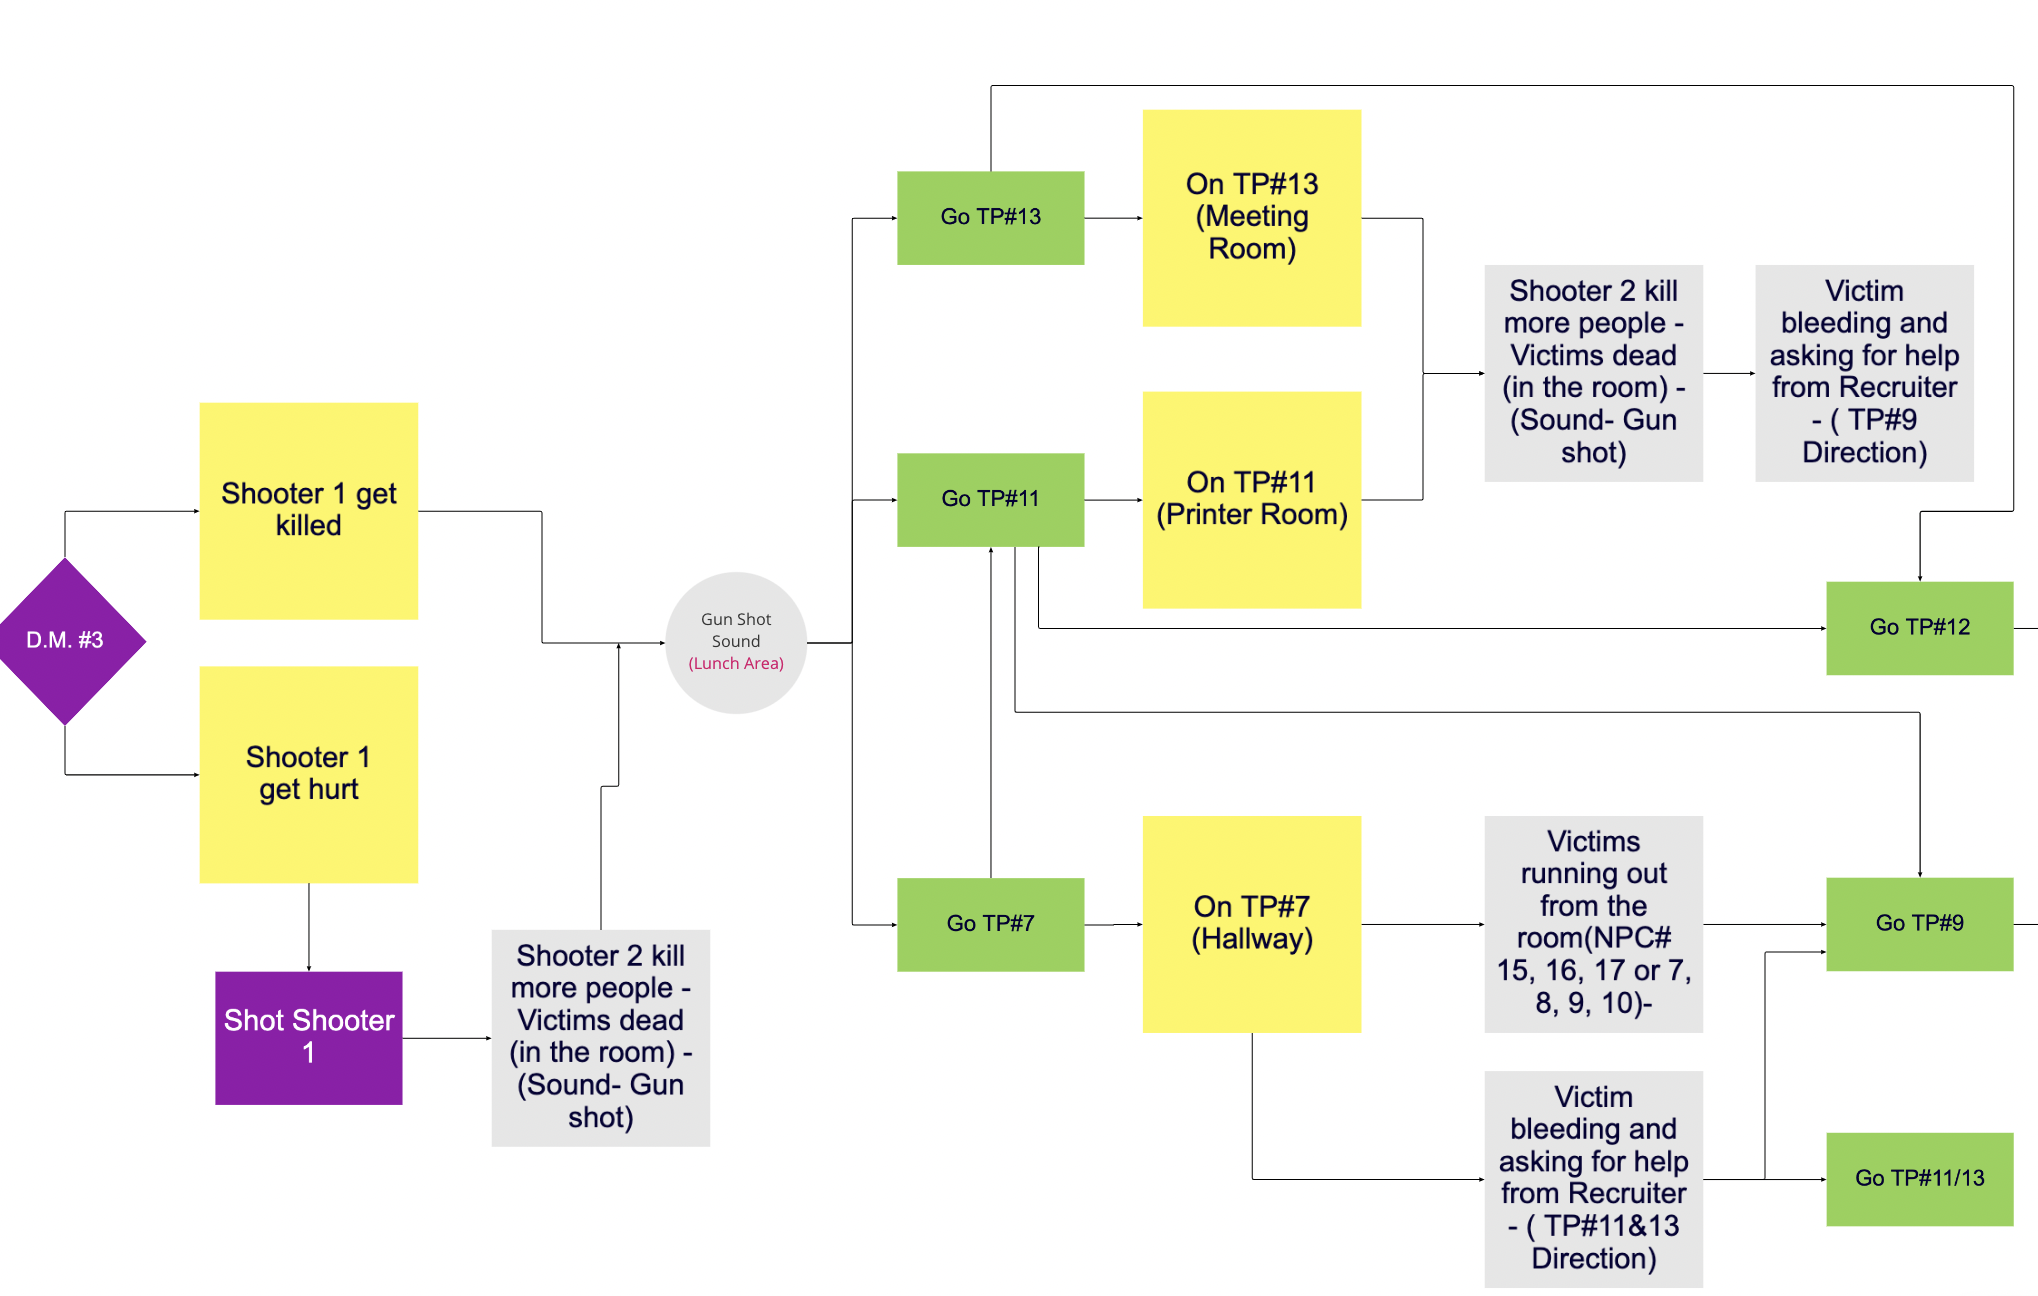 Go TP#13
On TP#13
(Meeting
Room)
Shooter 2 kill
more people -
Victims dead
(in the room) -
(Sound- Gun
shot)
Victim
bleeding and
asking for help
from Recruiter
- ( TP#9
Direction)
Shooter 1 get
killed
Go TP#11
On TP#11
(Printer Room)
D.M. #3
Gun Shot
Sound
(Lunch Area)
Go TP#12
Shooter 1
get hurt
Go TP#7
On TP#7
(Hallway)
Victims
running out
from the
room(NPC#
15, 16, 17 or 7,
8, 9, 10)-
Go TP#9
Shot Shooter
1
Shooter 2 kill
more people -
Victims dead
(in the room) -
(Sound- Gun
shot)
Victim
bleeding and
asking for help
from Recruiter
- ( TP#11&13
Direction)
Go TP#11/13